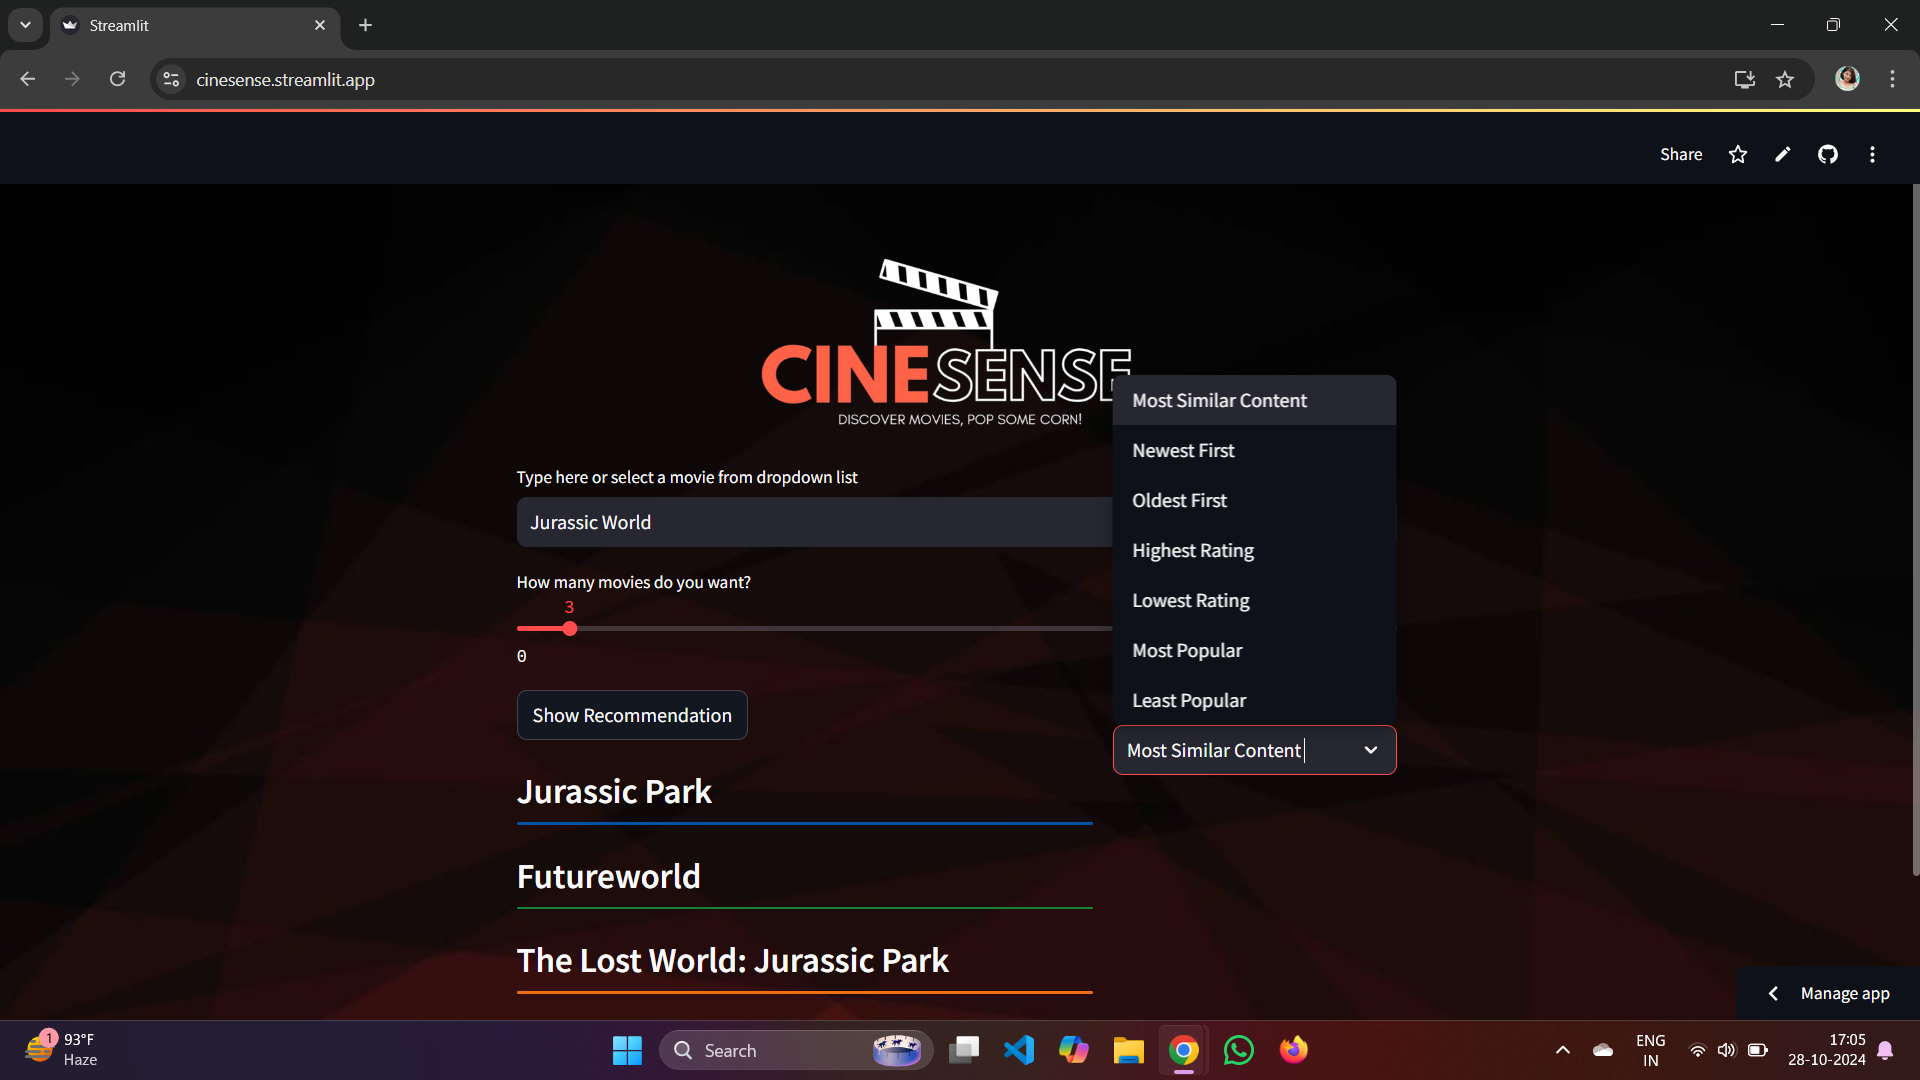 Streamlit
cinesense.streamlit.app
Share
CINESENSE
DISCOVER MOVIES, POP SOME CORN!
Type here or select a movie from dropdown list
Jurassic World
How many movies do you want?
3
0
Show Recommendation
Most Similar Content
Newest First
Oldest First
Highest Rating
Lowest Rating
Most Popular
Least Popular
Most Similar Content
Jurassic Park
Futureworld
The Lost World: Jurassic Park
Manage app
1
93°F
Haze
Search
ENG
IN
17:05
28-10-2024